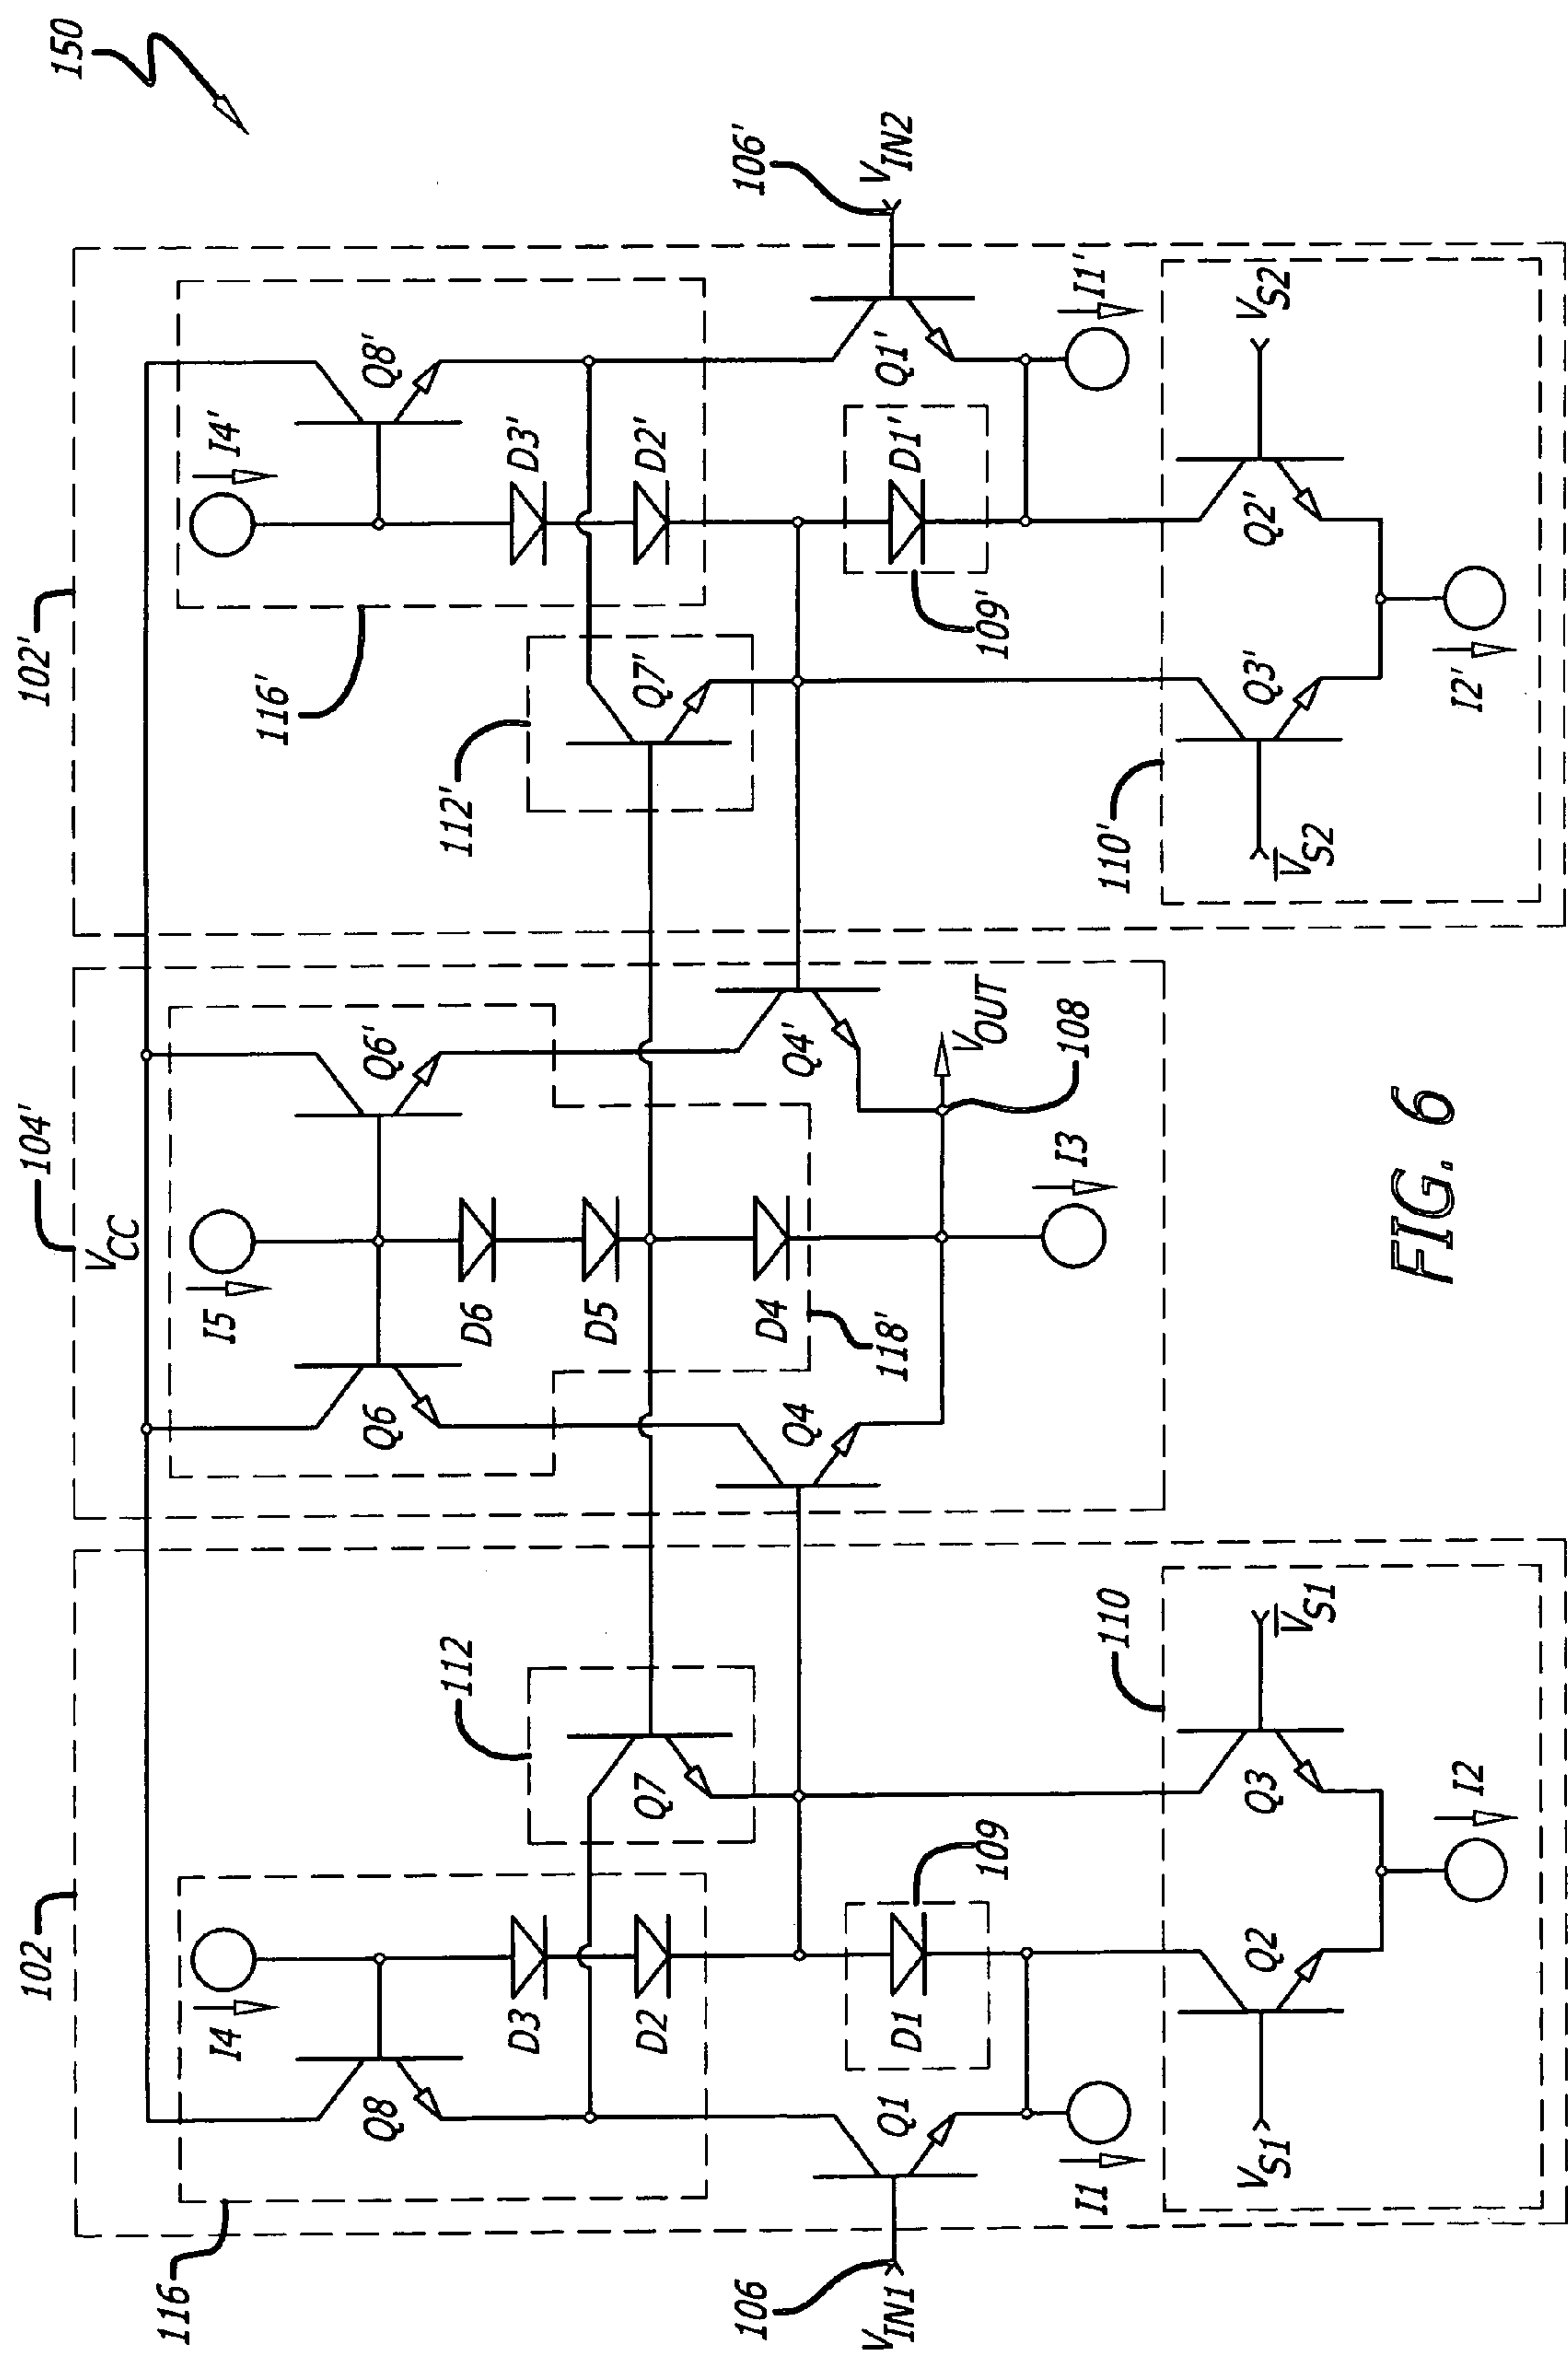 150
102
104'
102'
V_CC
116
I4
Q8
D3
D2
112
Q7
I5
Q6
Q6'
D6
D5
D4
118'
112'
Q7'
116'
I4'
Q8'
D3'
D2'
106
V_IN1
Q1
D1
109
Q4
Q4'
V_OUT
108
I3
109'
D1'
Q1'
106'
V_IN2
I1
I1'
110
V_S1
Q2
Q3
V̅_S1
I2
110'
V̅_S2
Q3'
Q2'
V_S2
I2'
FIG. 6